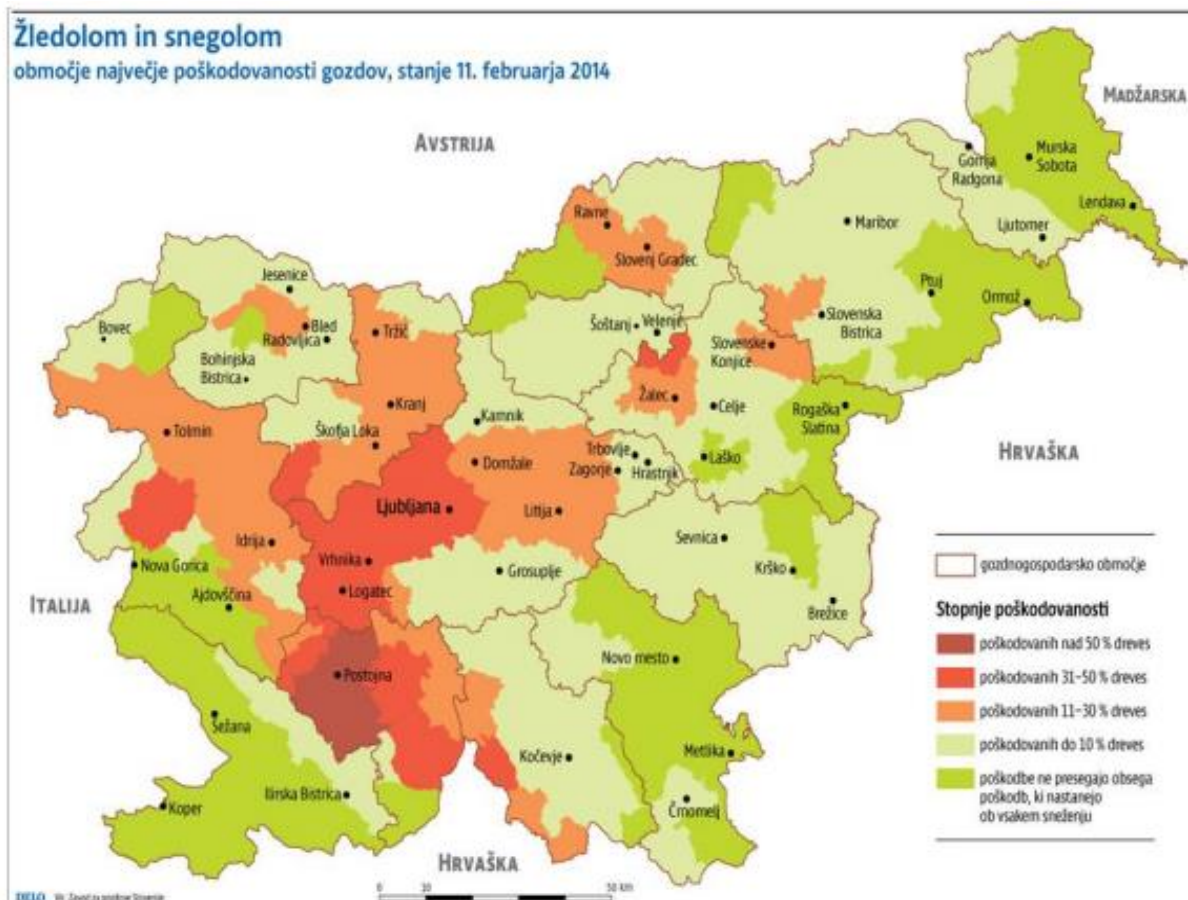 Žledolom in snegolom
območje največje poškodovanosti gozdov, stanje 11. februarja 2014
AVSTRIJA
MADŽARSKA
Gornja
Radgona
Murska
Sobota
Lendava
Ljutomer
Ravne
Slovenj Gradec
Maribor
Ptuj
Ormož
Jesenice
Bovec
Bled
Radovljica
Bohinjska
Bistrica
Tržič
Šoštanj
Velenje
Slovenska
Bistrica
Slovenske
Konjice
Kranj
Žalec
Celje
Rogaška
Slatina
Kamnik
Tolmin
Škofja Loka
Domžale
Trbovlje
Zagorje
Hrastnik
Laško
HRVAŠKA
Ljubljana
Litija
Idrija
Vrhnika
Logatec
Grosuplje
Sevnica
Krško
Brežice
Nova Gorica
Ajdovščina
ITALIJA
Postojna
Novo mesto
Sežana
Kočevje
Metlika
Koper
Ilirska Bistrica
Črnomelj
HRVAŠKA
gozdnogospodarsko območje
Stopnje poškodovanosti
poškodovanih nad 50 % dreves
poškodovanih 31–50 % dreves
poškodovanih 11–30 % dreves
poškodovanih do 10 % dreves
poškodbe ne presegajo obsega
poškodb, ki nastanejo
ob vsakem sneženju
0
50 km
DELO Vir: Zavod za gozdove Slovenije